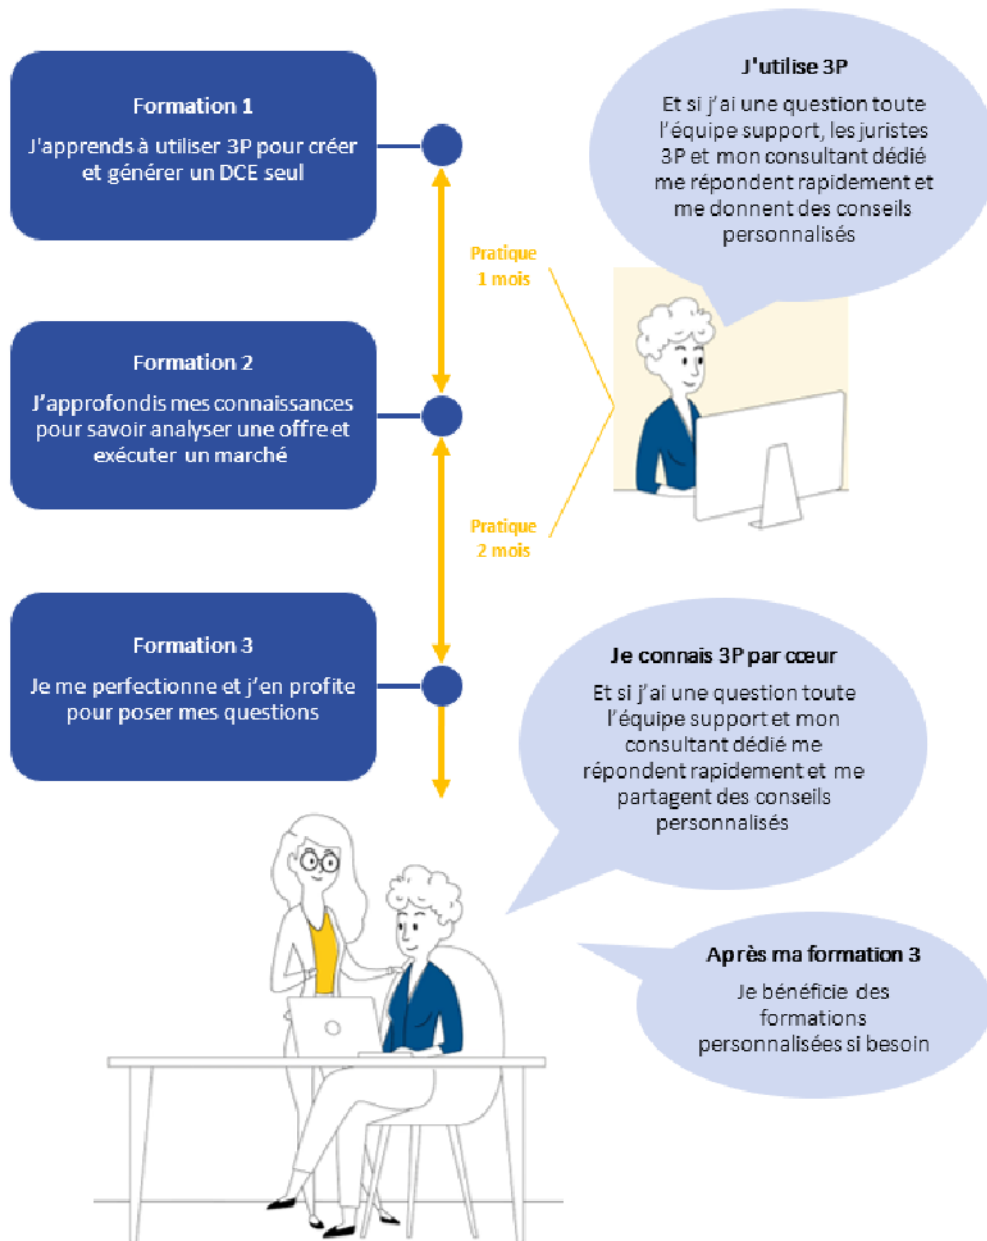 Formation 1
J'apprends à utiliser 3P pour créer
et générer un DCE seul
J'utilise 3P
Et si j'ai une question toute
l'équipe support, les juristes
3P et mon consultant dédié
me répondent rapidement et
me donnent des conseils
personnalisés
Pratique
1 mois
Formation 2
J'approfondis mes connaissances
pour savoir analyser une offre et
exécuter un marché
Pratique
2 mois
Formation 3
Je me perfectionne et j'en profite
pour poser mes questions
Je connais 3P par cœur
Et si j'ai une question toute
l'équipe support et mon
consultant dédié me
répondent rapidement et me
partagent des conseils
personnalisés
Après ma formation 3
Je bénéficie des
formations
personnalisées si besoin